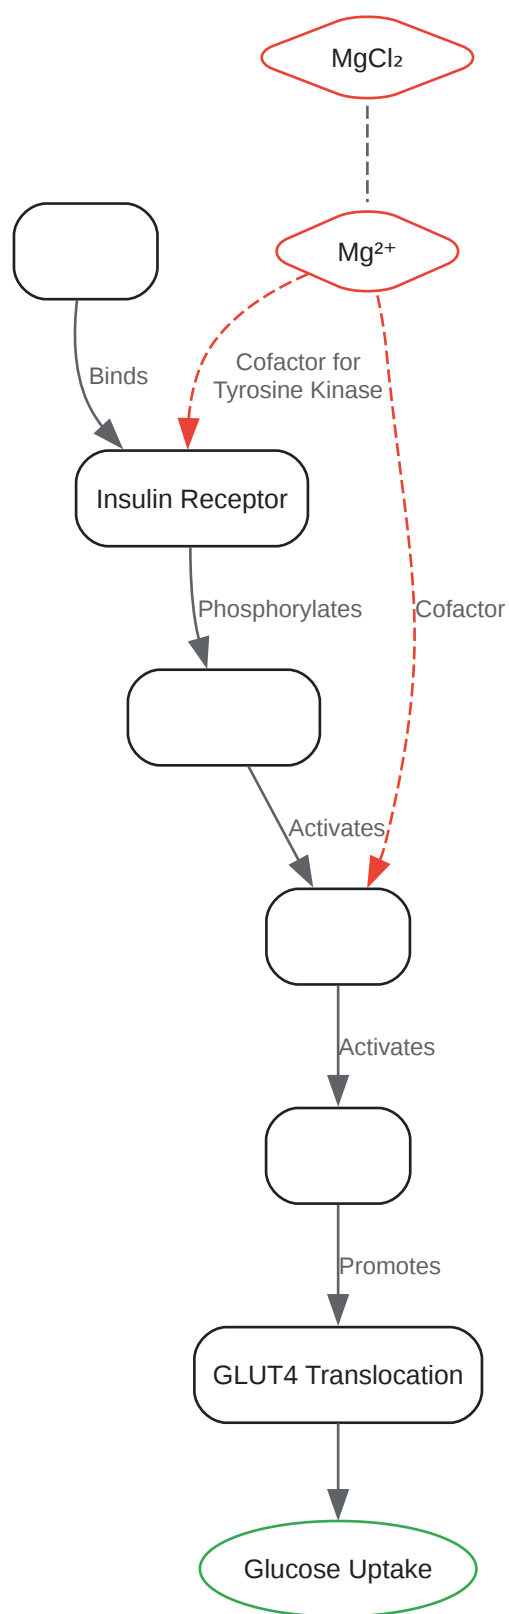 MgCl₂
Mg²⁺
Binds
Cofactor for
Tyrosine Kinase
Insulin Receptor
Phosphorylates
Cofactor
Activates
Activates
Promotes
GLUT4 Translocation
Glucose Uptake